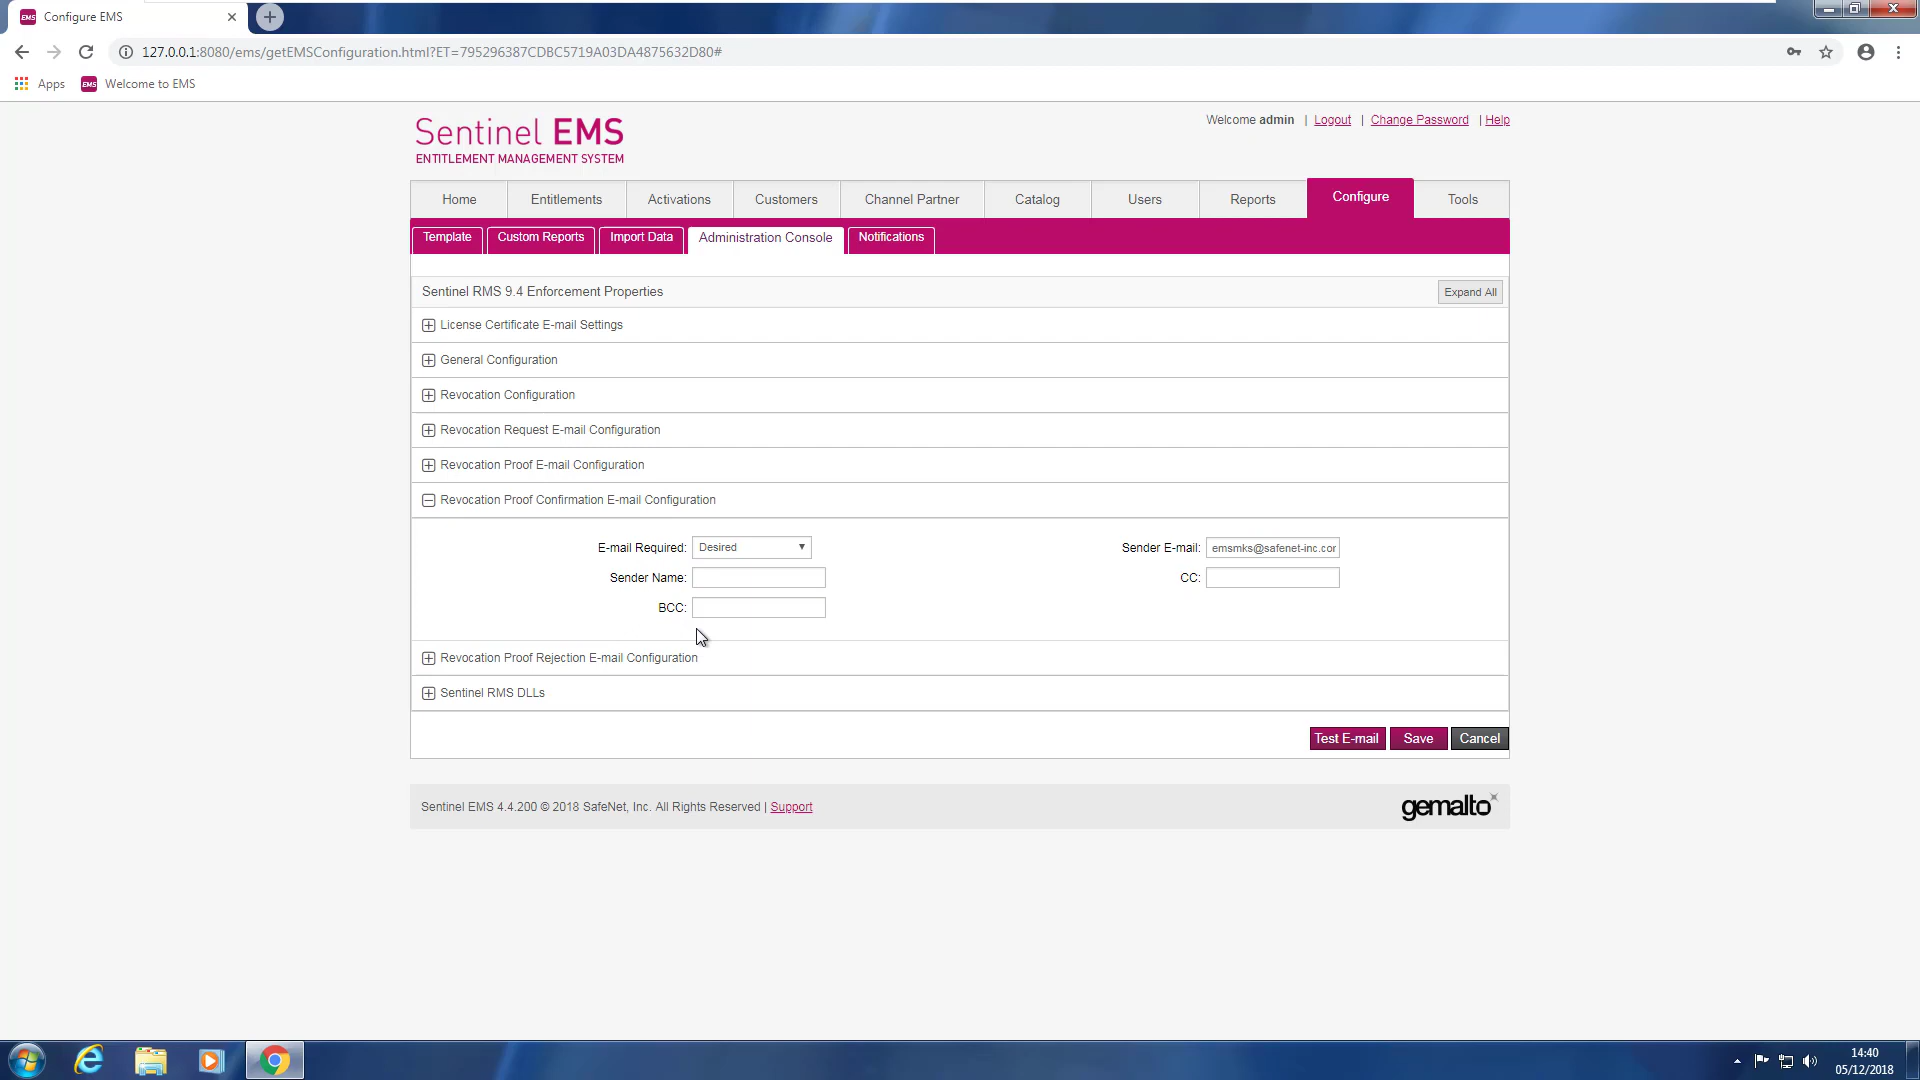 EMS Configure EMS
127.0.0.1:8080/ems/getEMSConfiguration.html?ET=795296387CDBC5719A03DA4875632D80#
Apps EMS Welcome to EMS
Sentinel EMS
ENTITLEMENT MANAGEMENT SYSTEM
Welcome admin | Logout | Change Password | Help
Home Entitlements Activations Customers Channel Partner Catalog Users Reports Configure Tools
Template Custom Reports Import Data Administration Console Notifications
Sentinel RMS 9.4 Enforcement Properties Expand All
License Certificate E-mail Settings
General Configuration
Revocation Configuration
Revocation Request E-mail Configuration
Revocation Proof E-mail Configuration
Revocation Proof Confirmation E-mail Configuration
E-mail Required: Desired Sender E-mail: emsmks@safenet-inc.cor
Sender Name: CC:
BCC:
Revocation Proof Rejection E-mail Configuration
Sentinel RMS DLLs
Test E-mail Save Cancel
Sentinel EMS 4.4.200 © 2018 SafeNet, Inc. All Rights Reserved | Support gemalto
14:40
05/12/2018